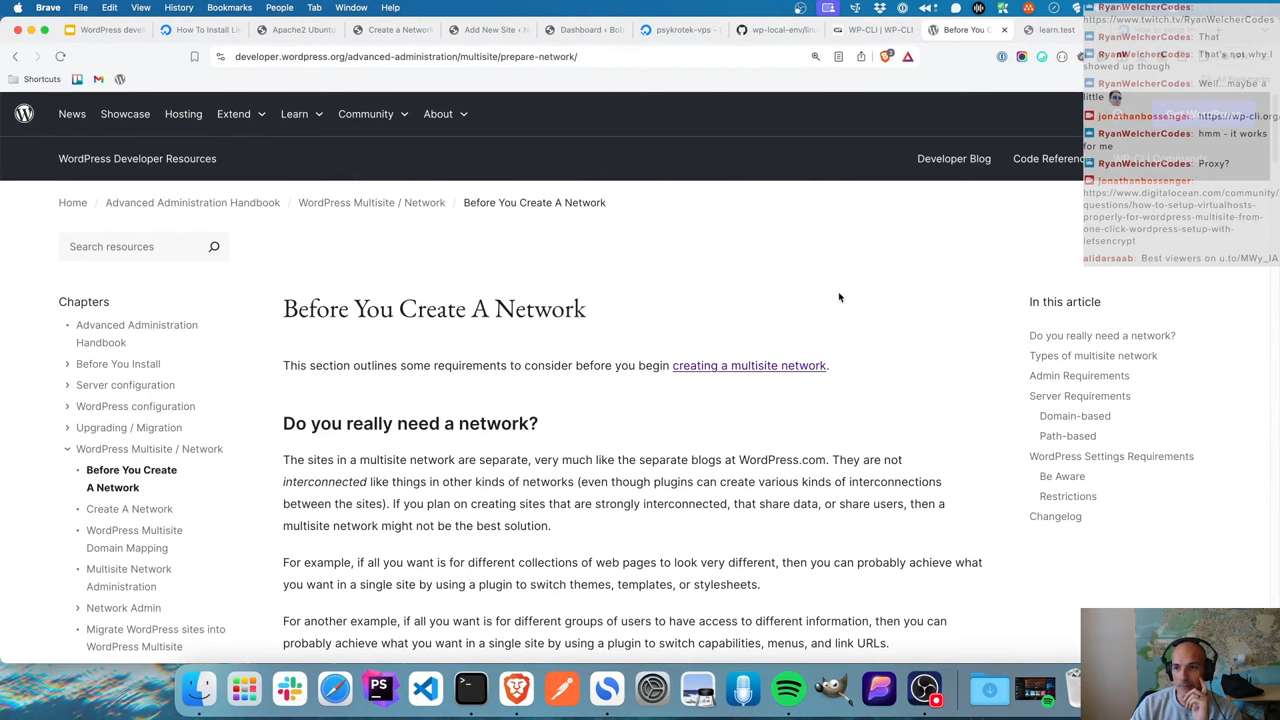 Brave File Edit View History Bookmarks People Tab Window Help
WordPress deve
How To Install Le
Apache2 Ubuntu
Create a Network
Add New Site ‹
Dashboard ‹ Bob
psykrotek-vps –
wp-local-env/lin
WP-CLI | WP-CLI
Before You C
learn.test
developer.wordpress.org/advanced-administration/multisite/prepare-network/
Shortcuts
News Showcase Hosting Extend Learn Community About
WordPress Developer Resources
Developer Blog Code Referenc
Home / Advanced Administration Handbook / WordPress Multisite / Network / Before You Create A Network
Search resources
Chapters
Advanced Administration
Handbook
Before You Install
Server configuration
WordPress configuration
Upgrading / Migration
WordPress Multisite / Network
Before You Create
A Network
Create A Network
WordPress Multisite
Domain Mapping
Multisite Network
Administration
Network Admin
Migrate WordPress sites into
WordPress Multisite
Before You Create A Network
This section outlines some requirements to consider before you begin creating a multisite network.
Do you really need a network?
The sites in a multisite network are separate, very much like the separate blogs at WordPress.com. They are not
interconnected like things in other kinds of networks (even though plugins can create various kinds of interconnections
between the sites). If you plan on creating sites that are strongly interconnected, that share data, or share users, then a
multisite network might not be the best solution.
For example, if all you want is for different collections of web pages to look very different, then you can probably achieve what
you want in a single site by using a plugin to switch themes, templates, or stylesheets.
For another example, if all you want is for different groups of users to have access to different information, then you can
probably achieve what you want in a single site by using a plugin to switch capabilities, menus, and link URLs.
In this article
Do you really need a network?
Types of multisite network
Admin Requirements
Server Requirements
Domain-based
Path-based
WordPress Settings Requirements
Be Aware
Restrictions
Changelog
RyanWelcherCodes:
https://www.twitch.tv/RyanWelcherCodes
RyanWelcherCodes: That
RyanWelcherCodes: That's not why I
showed up though
RyanWelcherCodes: Well...maybe a
little
jonathanbossenger: https://wp-cli.org/
RyanWelcherCodes: hmm - it works
for me
RyanWelcherCodes: Proxy?
jonathanbossenger:
https://www.digitalocean.com/community/
questions/how-to-setup-virtualhosts-
properly-for-wordpress-multisite-from-
one-click-wordpress-setup-with-
letsencrypt
alidarsaab: Best viewers on u.to/MWy_IA
PS